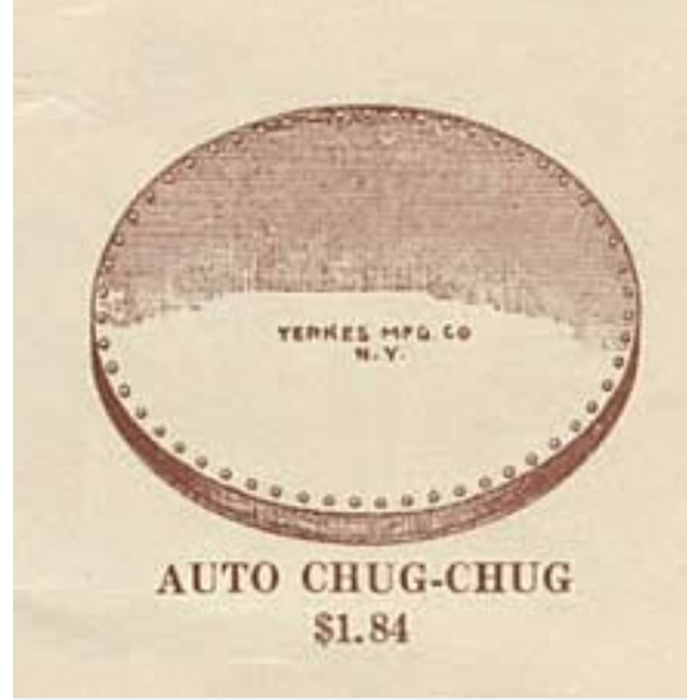 YERKES MFG. CO
N.Y.
AUTO CHUG-CHUG
$1.84